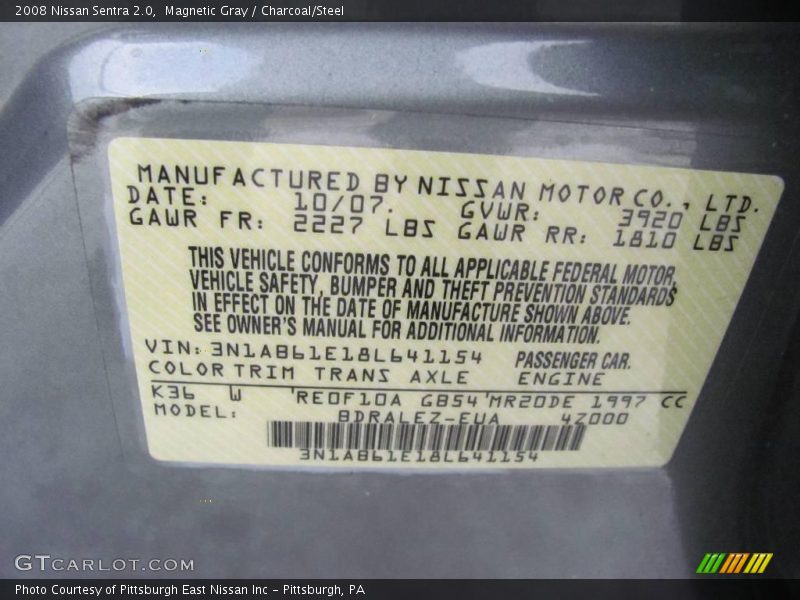 2008 Nissan Sentra 2.0,  Magnetic Gray / Charcoal/Steel
MANUFACTURED BY NISSAN MOTOR CO., LTD.
DATE: 10/07. GVWR: 3920 LBS
GAWR FR: 2227 LBS GAWR RR: 1810 LBS
THIS VEHICLE CONFORMS TO ALL APPLICABLE FEDERAL MOTOR
VEHICLE SAFETY, BUMPER AND THEFT PREVENTION STANDARDS
IN EFFECT ON THE DATE OF MANUFACTURE SHOWN ABOVE.
SEE OWNER'S MANUAL FOR ADDITIONAL INFORMATION.
VIN: 3N1AB61E18L641154 PASSENGER CAR.
COLOR TRIM TRANS AXLE ENGINE
K36 W 'RE0F10A GB54'MR20DE 1997 CC
MODEL: BDRALEZ-EUA 4Z000
3N1AB61E18L641154
GTCARLOT.COM
Photo Courtesy of Pittsburgh East Nissan Inc - Pittsburgh, PA